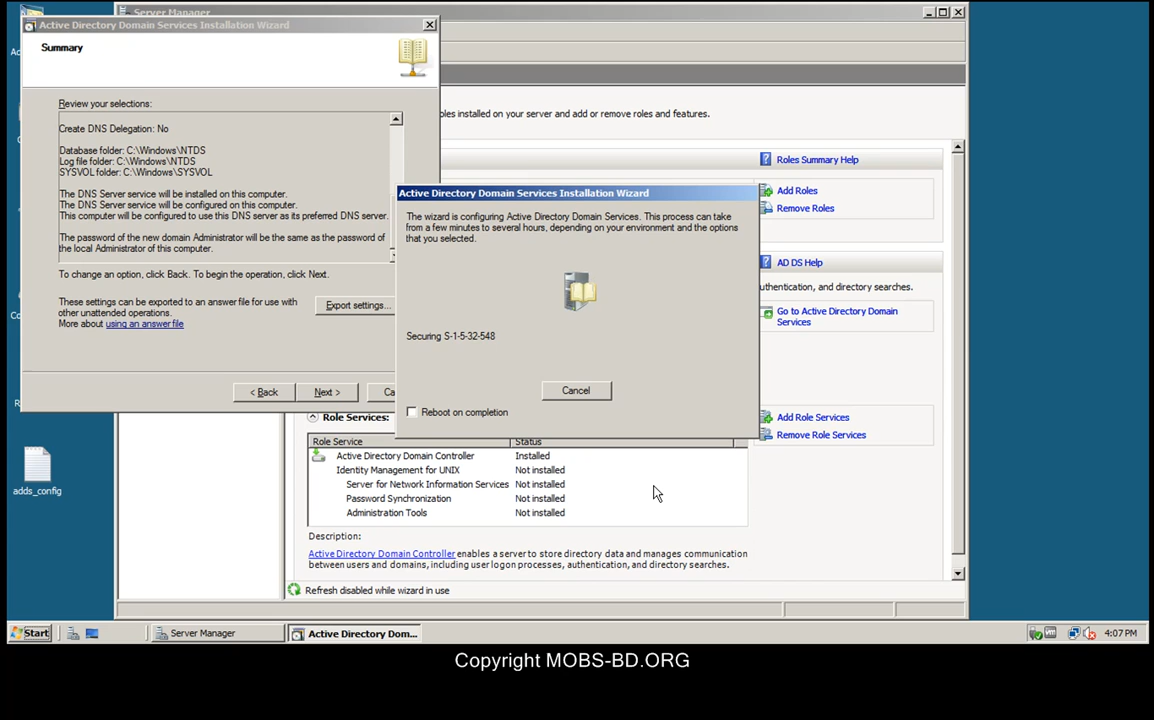 Server Manager
Active Directory Domain Services Installation Wizard
Summary
Review your selections:
Create DNS Delegation: No
Database folder: C:\Windows\NTDS
Log file folder: C:\Windows\NTDS
SYSVOL folder: C:\Windows\SYSVOL
The DNS Server service will be installed on this computer.
The DNS Server service will be configured on this computer.
This computer will be configured to use this DNS server as its preferred DNS server.
The password of the new domain Administrator will be the same as the password of
the local Administrator of this computer.
To change an option, click Back. To begin the operation, click Next.
These settings can be exported to an answer file for use with
other unattended operations.
More about using an answer file
Export settings...
< Back
Next >
oles installed on your server and add or remove roles and features.
Roles Summary Help
Add Roles
Remove Roles
AD DS Help
uthentication, and directory searches.
Go to Active Directory Domain
Services
Active Directory Domain Services Installation Wizard
The wizard is configuring Active Directory Domain Services. This process can take
from a few minutes to several hours, depending on your environment and the options
that you selected.
Securing S-1-5-32-548
Cancel
Reboot on completion
Role Services:
Add Role Services
Remove Role Services
Role Service Status
Active Directory Domain Controller Installed
Identity Management for UNIX Not installed
Server for Network Information Services Not installed
Password Synchronization Not installed
Administration Tools Not installed
Description:
Active Directory Domain Controller enables a server to store directory data and manages communication
between users and domains, including user logon processes, authentication, and directory searches.
Refresh disabled while wizard in use
adds_config
Start
Server Manager
Active Directory Dom...
4:07 PM
Copyright MOBS-BD.ORG